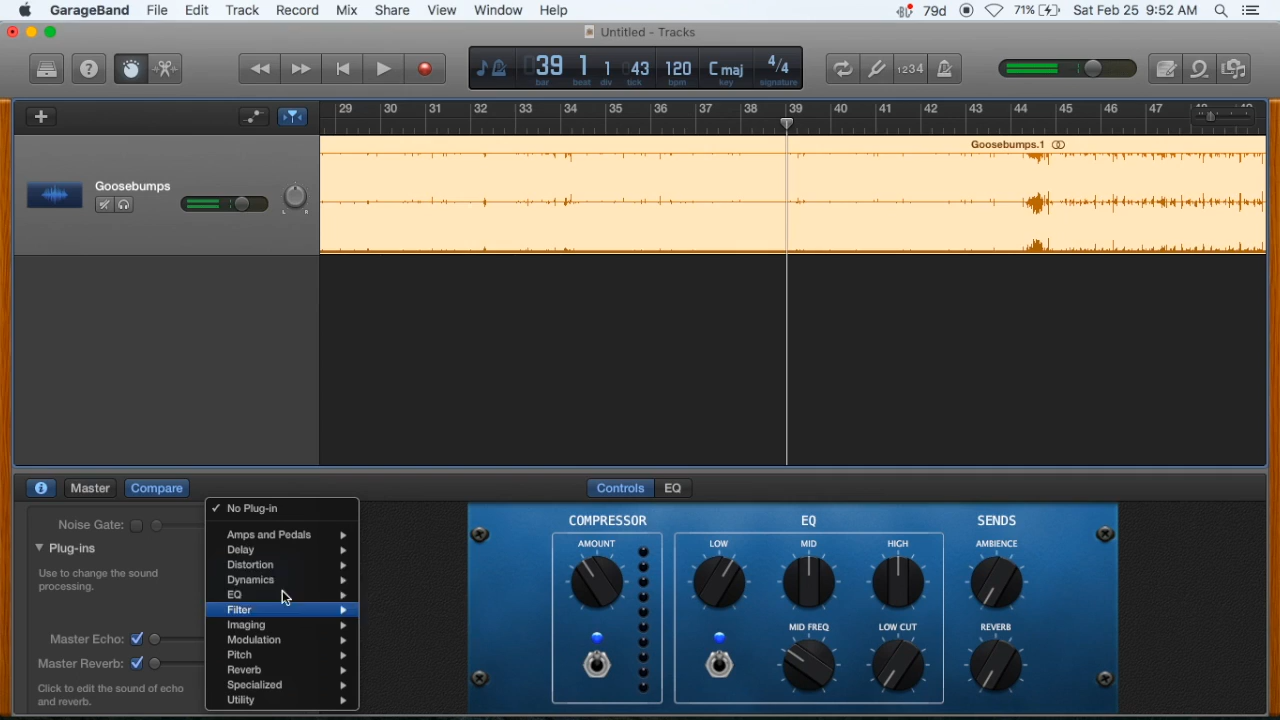 GarageBand File Edit Track Record Mix Share View Window Help 79d 71% Sat Feb 25 9:52 AM
Untitled - Tracks
39 1 1 43 120 C maj 4/4
bar beat div tick bpm key signature
1234
29 30 31 32 33 34 35 36 37 38 39 40 41 42 43 44 45 46 47
Goosebumps.1
Goosebumps
L R
Master Compare Controls EQ
Noise Gate:
Plug-ins
Use to change the sound
processing.
Master Echo:
Master Reverb:
Click to edit the sound of echo
and reverb.
✓ No Plug-in
Amps and Pedals
Delay
Distortion
Dynamics
EQ
Filter
Imaging
Modulation
Pitch
Reverb
Specialized
Utility
COMPRESSOR EQ SENDS
AMOUNT LOW MID HIGH AMBIENCE
MID FREQ LOW CUT REVERB